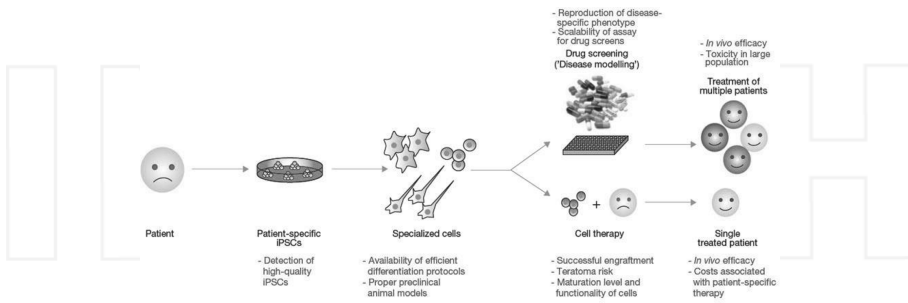 - Reproduction of disease-
specific phenotype
- Scalability of assay
for drug screens
Drug screening
('Disease modelling')
- In vivo efficacy
- Toxicity in large
population
Treatment of
multiple patients
Patient
Patient-specific
iPSCs
- Detection of
high-quality
iPSCs
Specialized cells
- Availability of efficient
differentiation protocols
- Proper preclinical
animal models
+
Cell therapy
- Successful engraftment
- Teratoma risk
- Maturation level and
functionality of cells
Single
treated patient
- In vivo efficacy
- Costs associated
with patient-specific
therapy